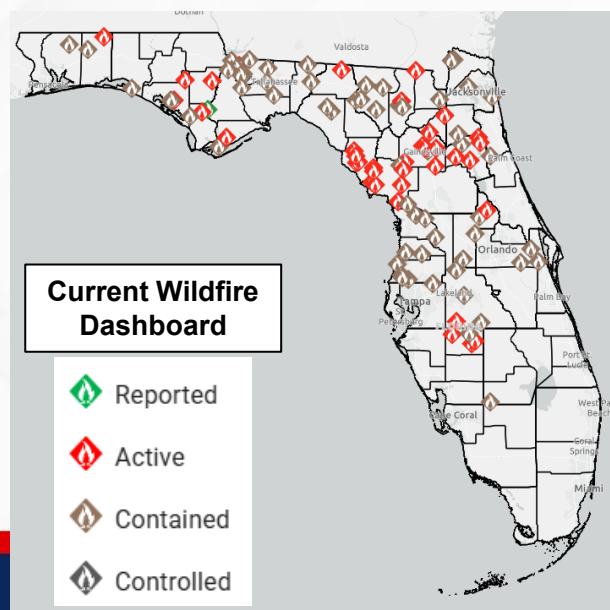 Dothan
Valdosta
Pensacola
Tallahassee
Jacksonville
Gainesville
Palm Coast
Orlando
Current Wildfire
Dashboard
Lakeland
Tampa
St.
Petersburg
Palm Bay
Port St.
Lucie
Reported
Active
Cape Coral
West Pa
Beach
Coral
Springs
Contained
Miami
Controlled